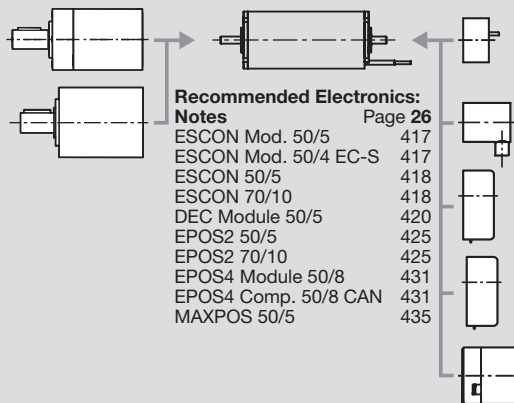 Recommended Electronics:
Notes Page 26
ESCON Mod. 50/5 417
ESCON Mod. 50/4 EC-S 417
ESCON 50/5 418
ESCON 70/10 418
DEC Module 50/5 420
EPOS2 50/5 425
EPOS2 70/10 425
EPOS4 Module 50/8 431
EPOS4 Comp. 50/8 CAN 431
MAXPOS 50/5 435